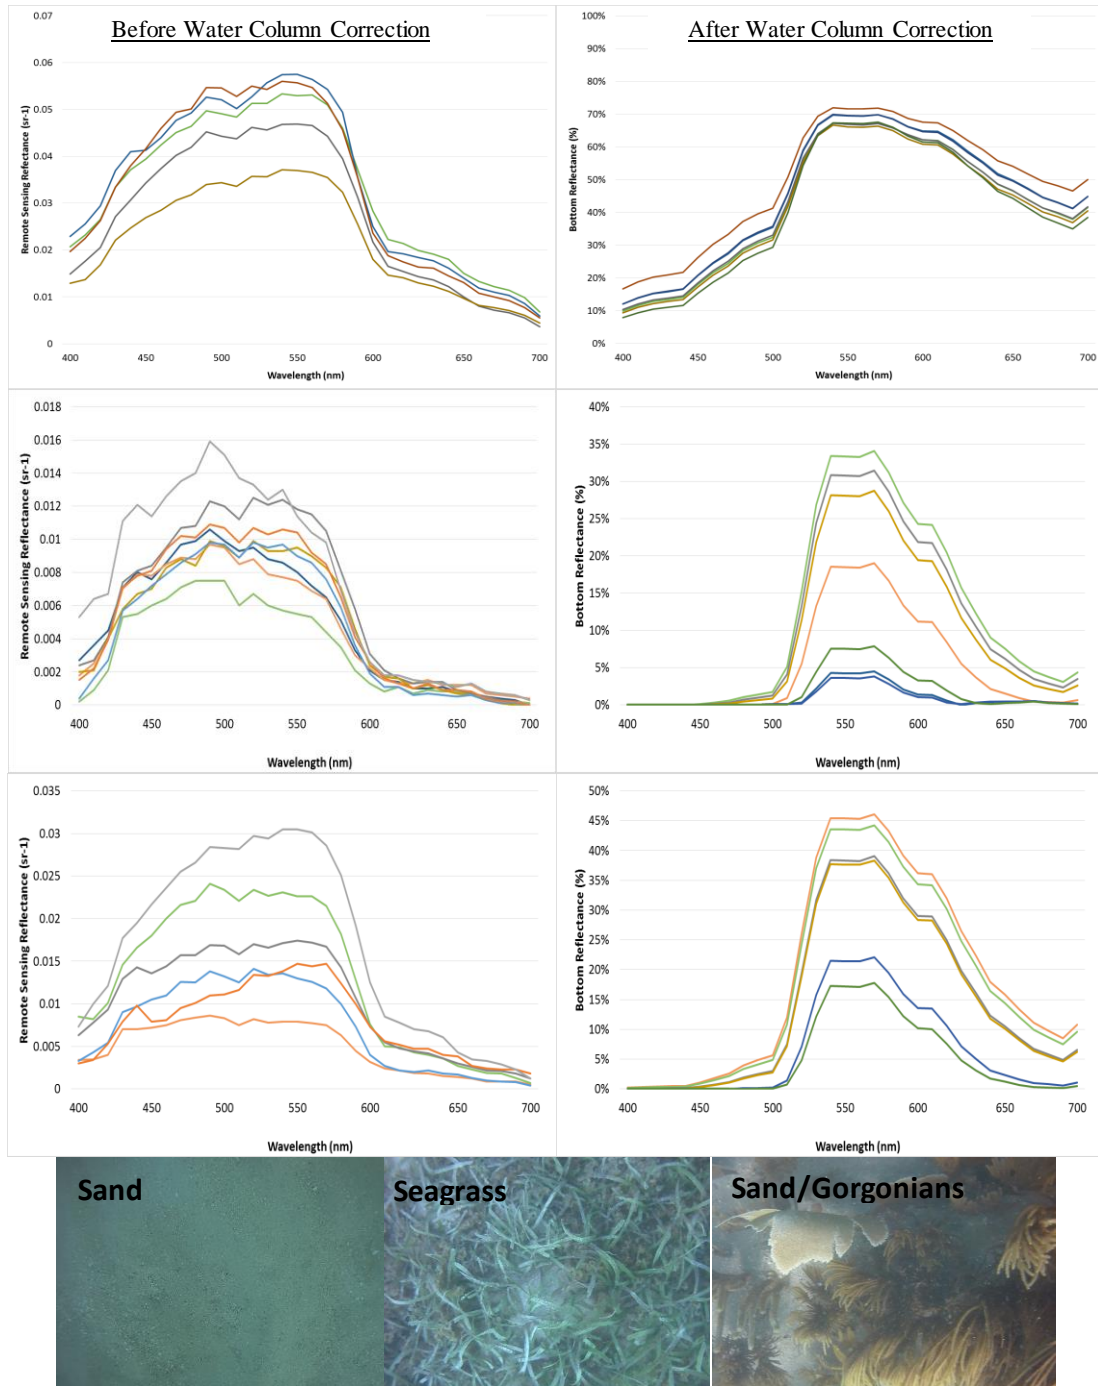 Before Water Column Correction
0.07
0.06
0.05
0.04
0.03
0.02
0.01
0
Remote Sensing Refectance (sr-1)
400 450 500 550 600 650 700
Wavelength (nm)
After Water Column Correction
100%
90%
80%
70%
60%
50%
40%
30%
20%
10%
0%
Bottom Reflectance (%)
400 450 500 550 600 650 700
Wavelength (nm)
0.018
0.016
0.014
0.012
0.01
0.008
0.006
0.004
0.002
0
Remote Sensing Reflectance (sr-1)
400 450 500 550 600 650 700
Wavelength (nm)
40%
35%
30%
25%
20%
15%
10%
5%
0%
Bottom Reflectance (%)
400 450 500 550 600 650 700
Wavelength (nm)
0.035
0.03
0.025
0.02
0.015
0.01
0.005
0
Remote Sensing Reflectance (sr-1)
400 450 500 550 600 650 700
Wavelength (nm)
50%
45%
40%
35%
30%
25%
20%
15%
10%
5%
0%
Bottom Reflectance (%)
400 450 500 550 600 650 700
Wavelength (nm)
Sand
Seagrass
Sand/Gorgonians